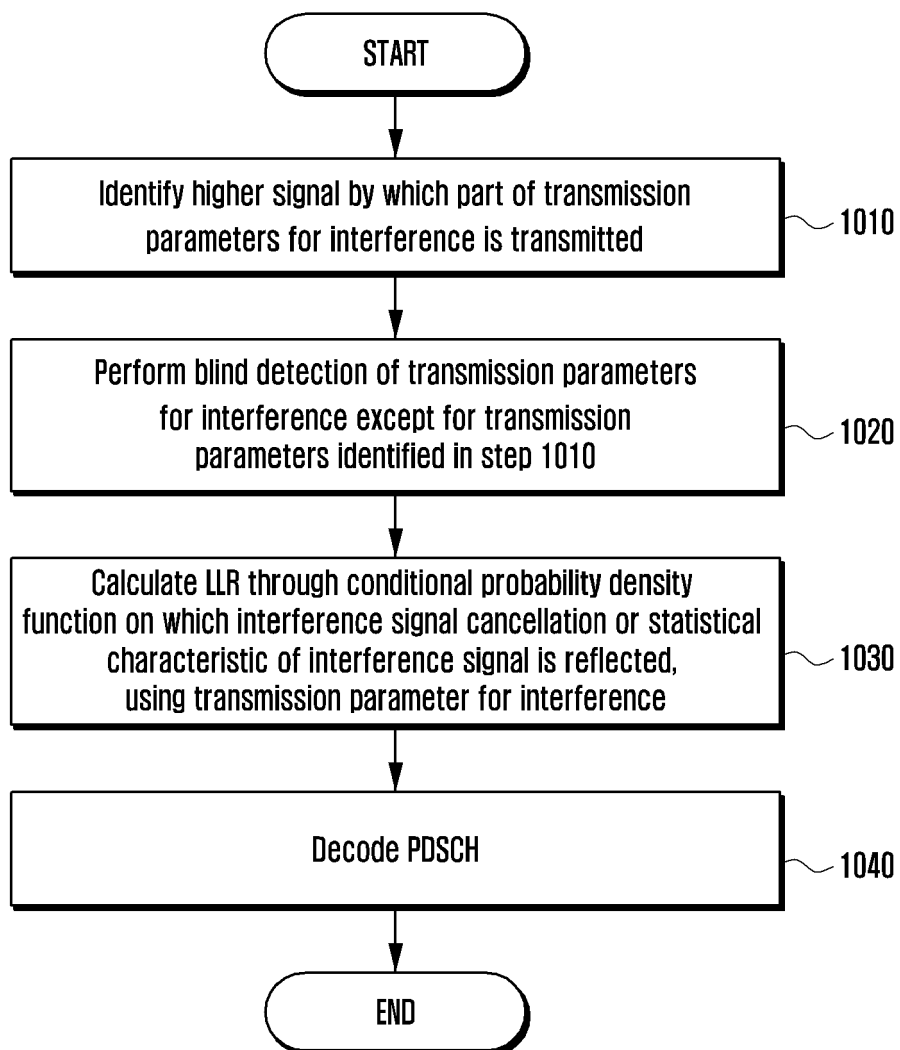 START
Identify higher signal by which part of transmission
parameters for interference is transmitted
1010
Perform blind detection of transmission parameters
for interference except for transmission
parameters identified in step 1010
1020
Calculate LLR through conditional probability density
function on which interference signal cancellation or statistical
characteristic of interference signal is reflected,
using transmission parameter for interference
1030
Decode PDSCH
1040
END